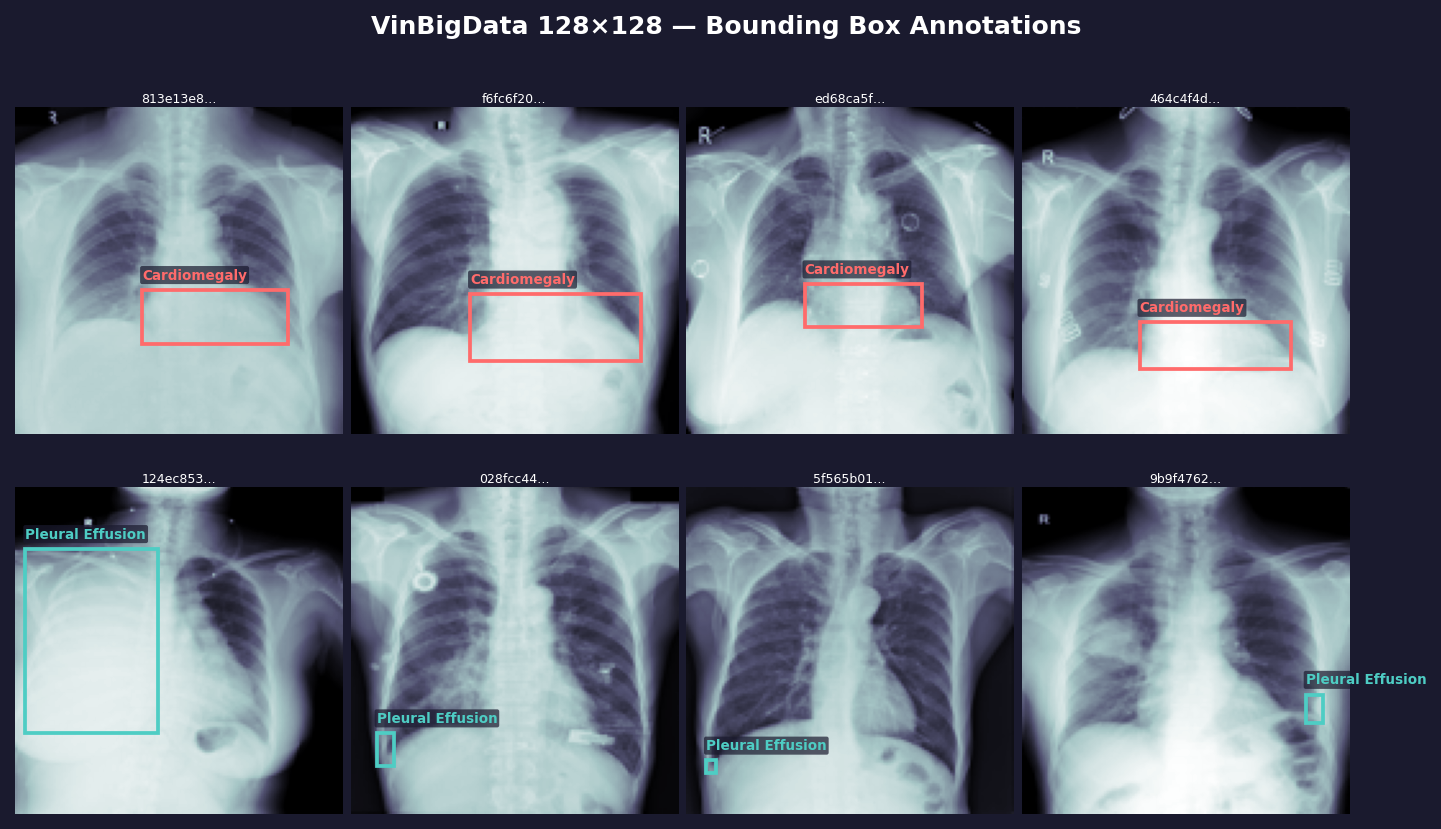 VinBigData 128×128 — Bounding Box Annotations
813e13e8...
f6fc6f20...
ed68ca5f...
464c4f4d...
R
R
R
Cardiomegaly
Cardiomegaly
Cardiomegaly
Cardiomegaly
124ec853...
028fcc44...
5f565b01...
9b9f4762...
R
Pleural Effusion
Pleural Effusion
Pleural Effusion
Pleural Effusion